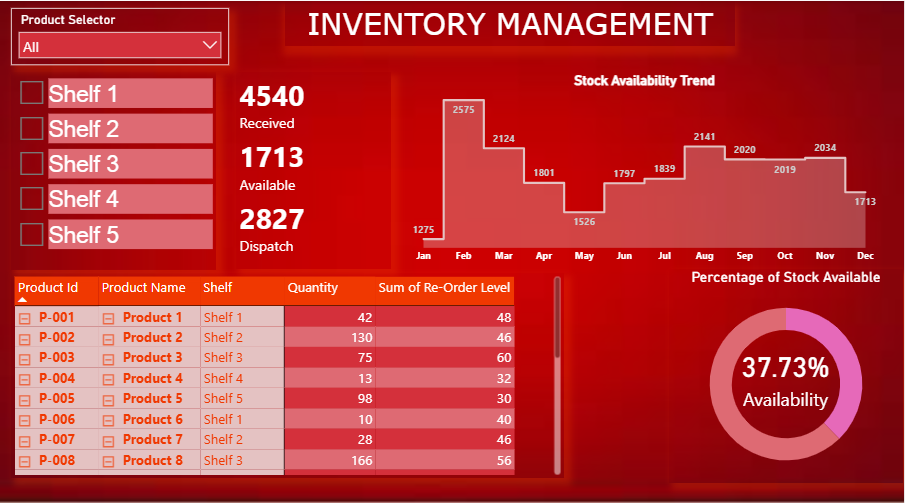 Product Selector
All
INVENTORY MANAGEMENT
Shelf 1
Shelf 2
Shelf 3
Shelf 4
Shelf 5
4540
Received
1713
Available
2827
Dispatch
Stock Availability Trend
1275
2575
2124
1801
1526
1797
1839
2141
2020
2019
2034
1713
Jan Feb Mar Apr May Jun Jul Aug Sep Oct Nov Dec
Product Id Product Name Shelf Quantity Sum of Re-Order Level
P-001 Product 1 Shelf 1 42 48
P-002 Product 2 Shelf 2 130 46
P-003 Product 3 Shelf 3 75 60
P-004 Product 4 Shelf 4 13 32
P-005 Product 5 Shelf 5 98 30
P-006 Product 6 Shelf 1 10 40
P-007 Product 7 Shelf 2 28 46
P-008 Product 8 Shelf 3 166 56
Percentage of Stock Available
37.73%
Availability